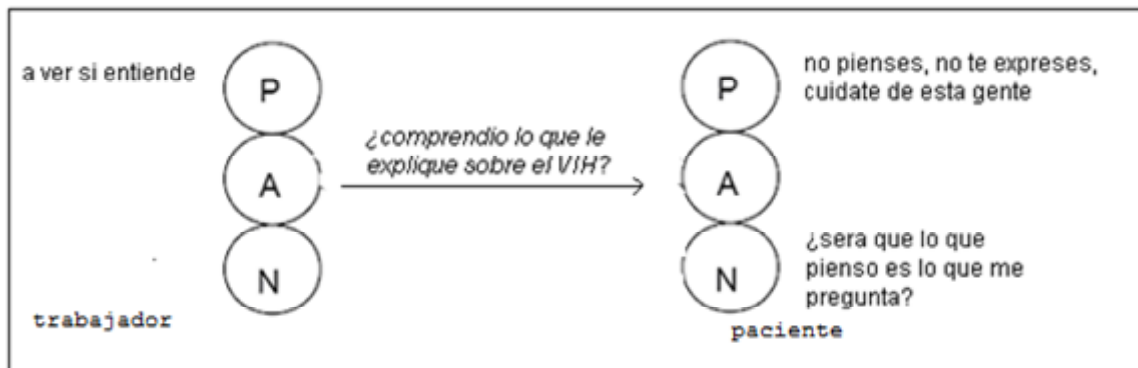 a ver si entiende
P
A
N
trabajador
¿comprendio lo que le
explique sobre el VIH?
P
A
N
no pienses, no te expreses,
cuidate de esta gente
¿sera que lo que
pienso es lo que me
pregunta?
paciente